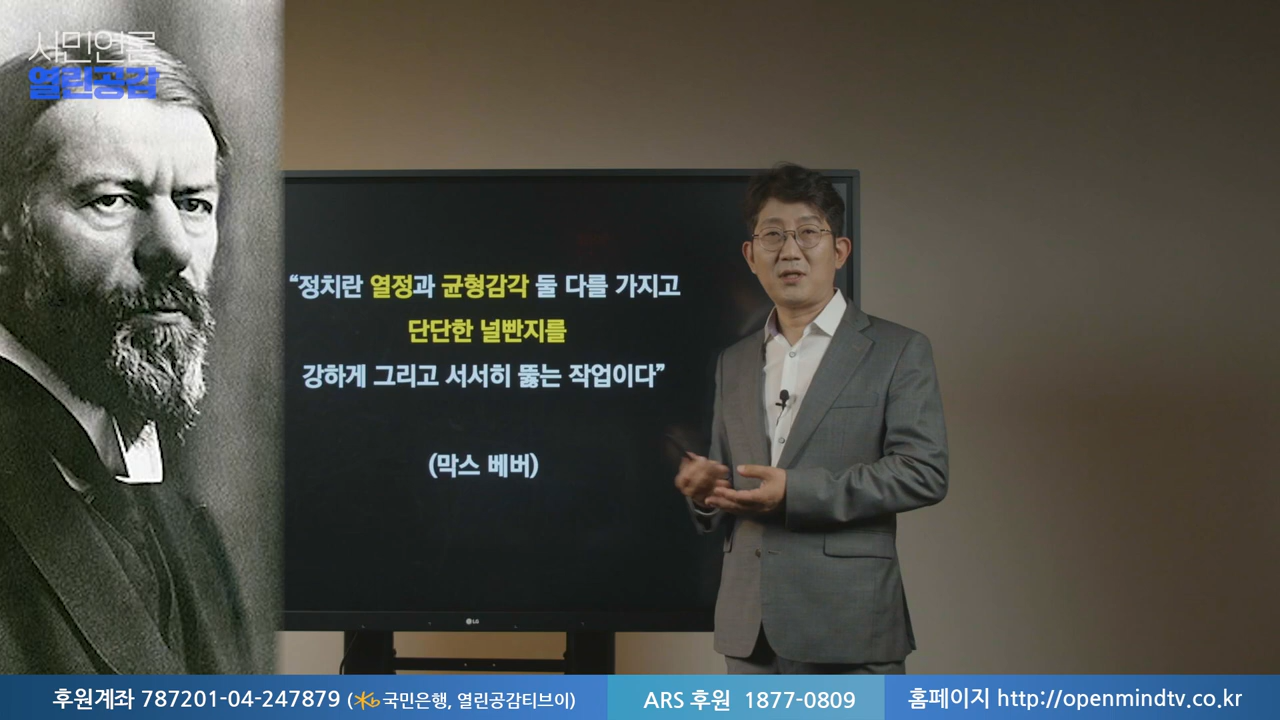 시민언론
열린공감
“정치란 열정과 균형감각 둘 다를 가지고
단단한 널빤지를
강하게 그리고 서서히 뚫는 작업이다”
(막스 베버)
LG
후원계좌 787201-04-247879 (국민은행, 열린공감티브이)
ARS 후원 1877-0809
홈페이지 http://openmindtv.co.kr